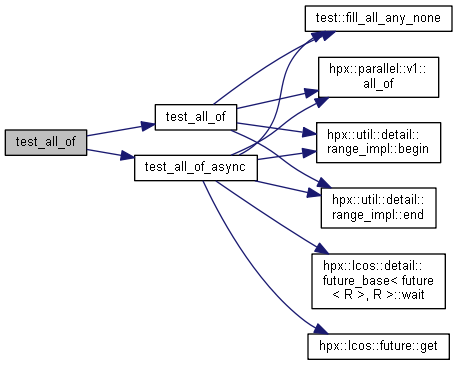 test::fill_all_any_none
hpx::parallel::v1::
all_of
test_all_of
test_all_of
hpx::util::detail::
range_impl::begin
test_all_of_async
hpx::util::detail::
range_impl::end
hpx::lcos::detail::
future_base< future
< R >, R >::wait
hpx::lcos::future::get